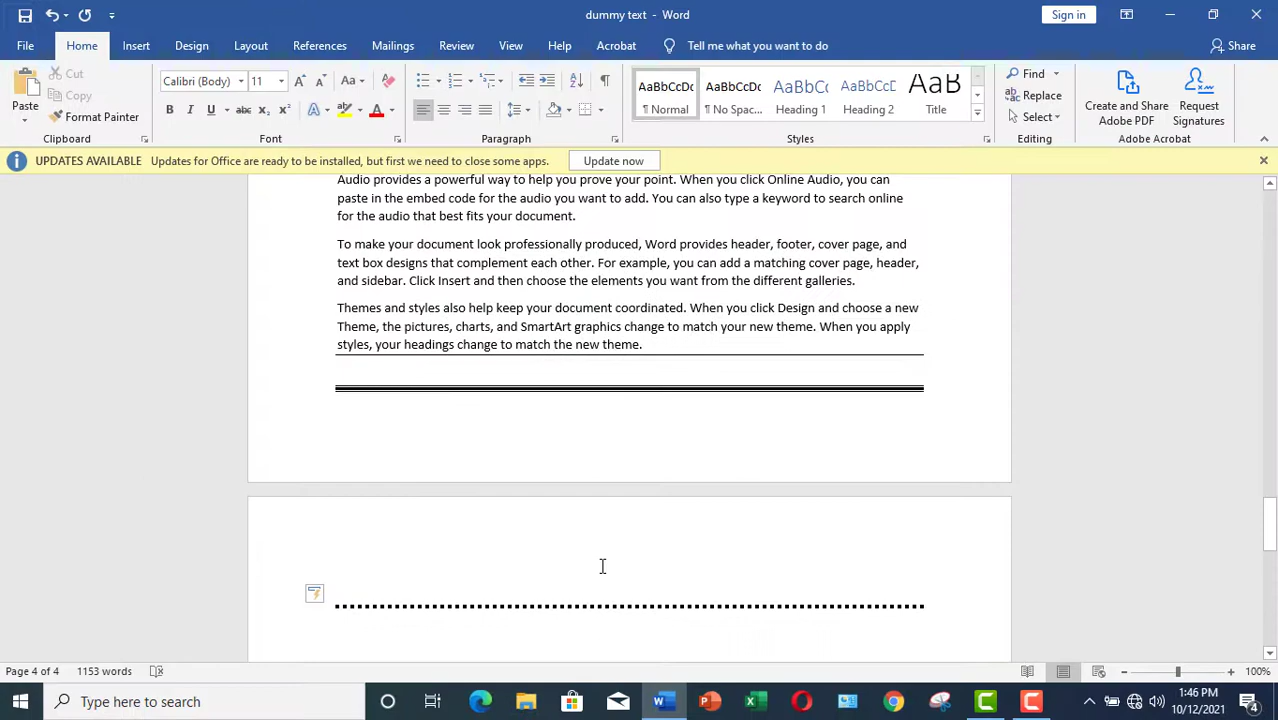 dummy text - Word
Sign in
File Home Insert Design Layout References Mailings Review View Help Acrobat Tell me what you want to do Share
Paste
Cut
Copy
Format Painter
Clipboard
Calibri (Body) 11
Font
Paragraph
AaBbCcDc AaBbCcDc AaBbCc AaBbCcD AaB
¶ Normal ¶ No Spac... Heading 1 Heading 2 Title
Styles
Find
Replace
Select
Editing
Create and Share
Adobe PDF
Request
Signatures
Adobe Acrobat
UPDATES AVAILABLE Updates for Office are ready to be installed, but first we need to close some apps. Update now
Audio provides a powerful way to help you prove your point. When you click Online Audio, you can
paste in the embed code for the audio you want to add. You can also type a keyword to search online
for the audio that best fits your document.
To make your document look professionally produced, Word provides header, footer, cover page, and
text box designs that complement each other. For example, you can add a matching cover page, header,
and sidebar. Click Insert and then choose the elements you want from the different galleries.
Themes and styles also help keep your document coordinated. When you click Design and choose a new
Theme, the pictures, charts, and SmartArt graphics change to match your new theme. When you apply
styles, your headings change to match the new theme.
Page 4 of 4 1153 words
100%
Type here to search
1:46 PM
10/12/2021
4